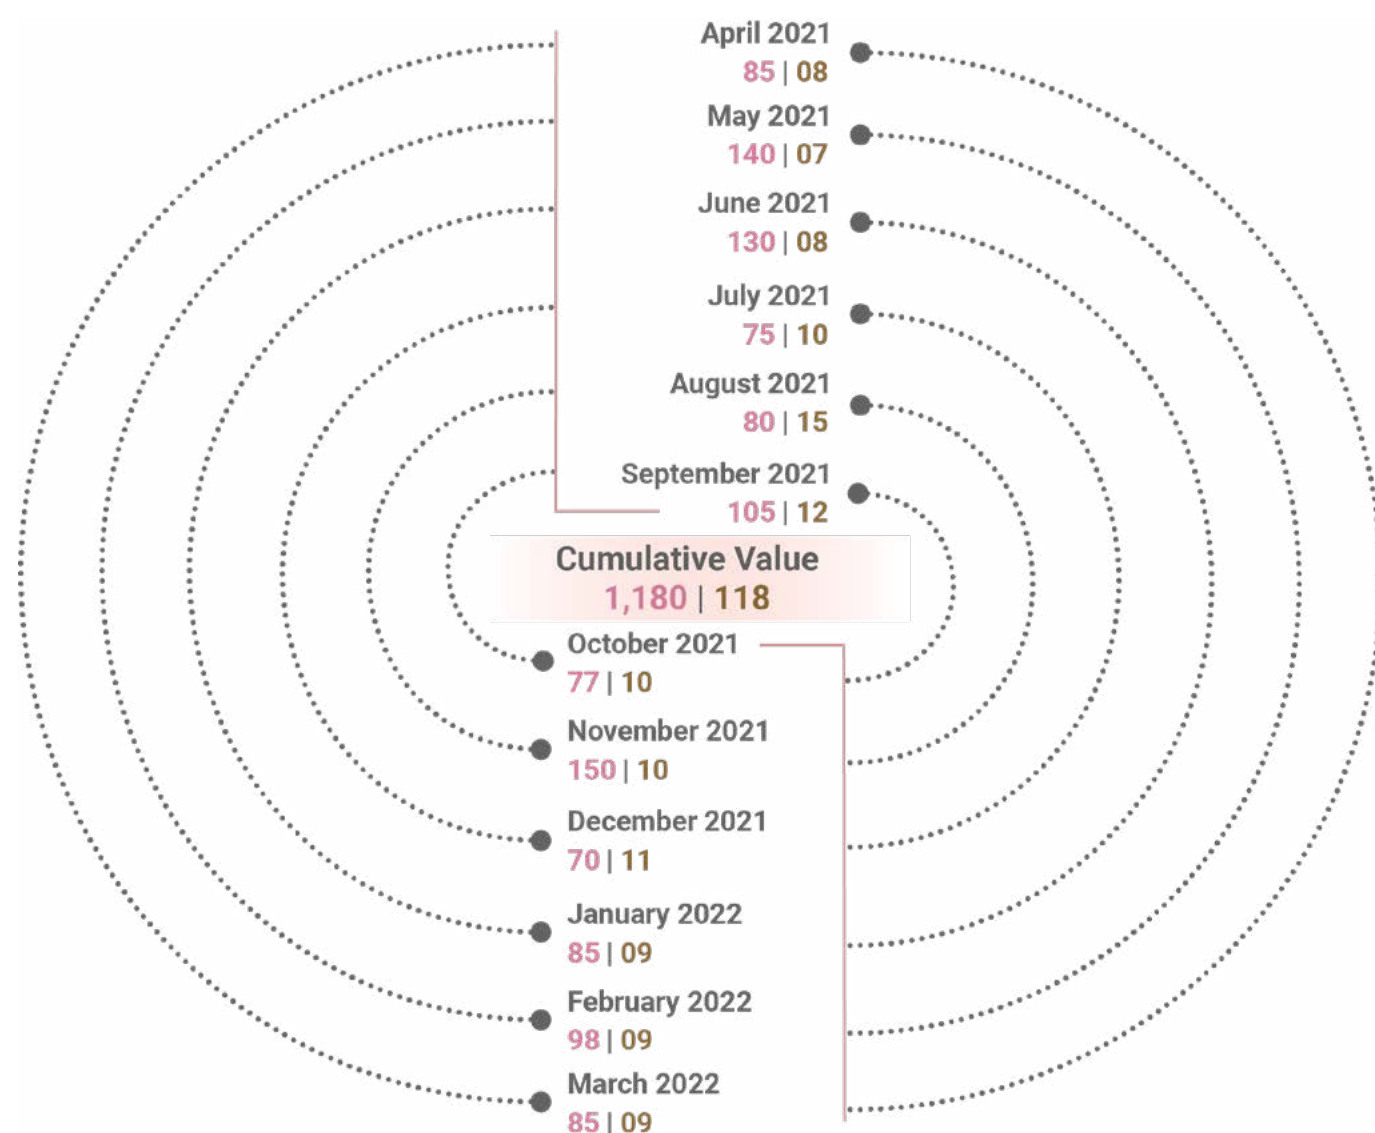 April 2021
85 | 08
May 2021
140 | 07
June 2021
130 | 08
July 2021
75 | 10
August 2021
80 | 15
September 2021
105 | 12
Cumulative Value
1,180 | 118
October 2021
77 | 10
November 2021
150 | 10
December 2021
70 | 11
January 2022
85 | 09
February 2022
98 | 09
March 2022
85 | 09